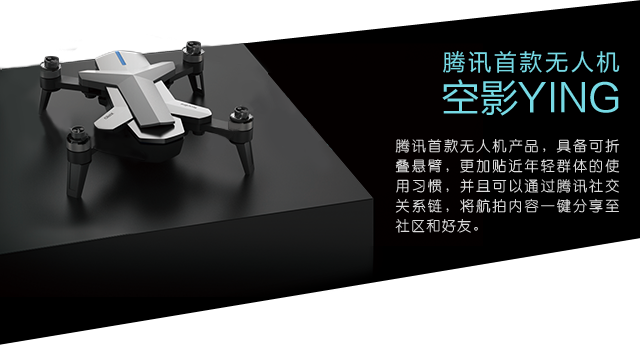 腾讯首款无人机
空影YING
腾讯首款无人机产品，具备可折
叠悬臂，更加贴近年轻群体的使
用习惯，并且可以通过腾讯社交
关系链，将航拍内容一键分享至
社区和好友。